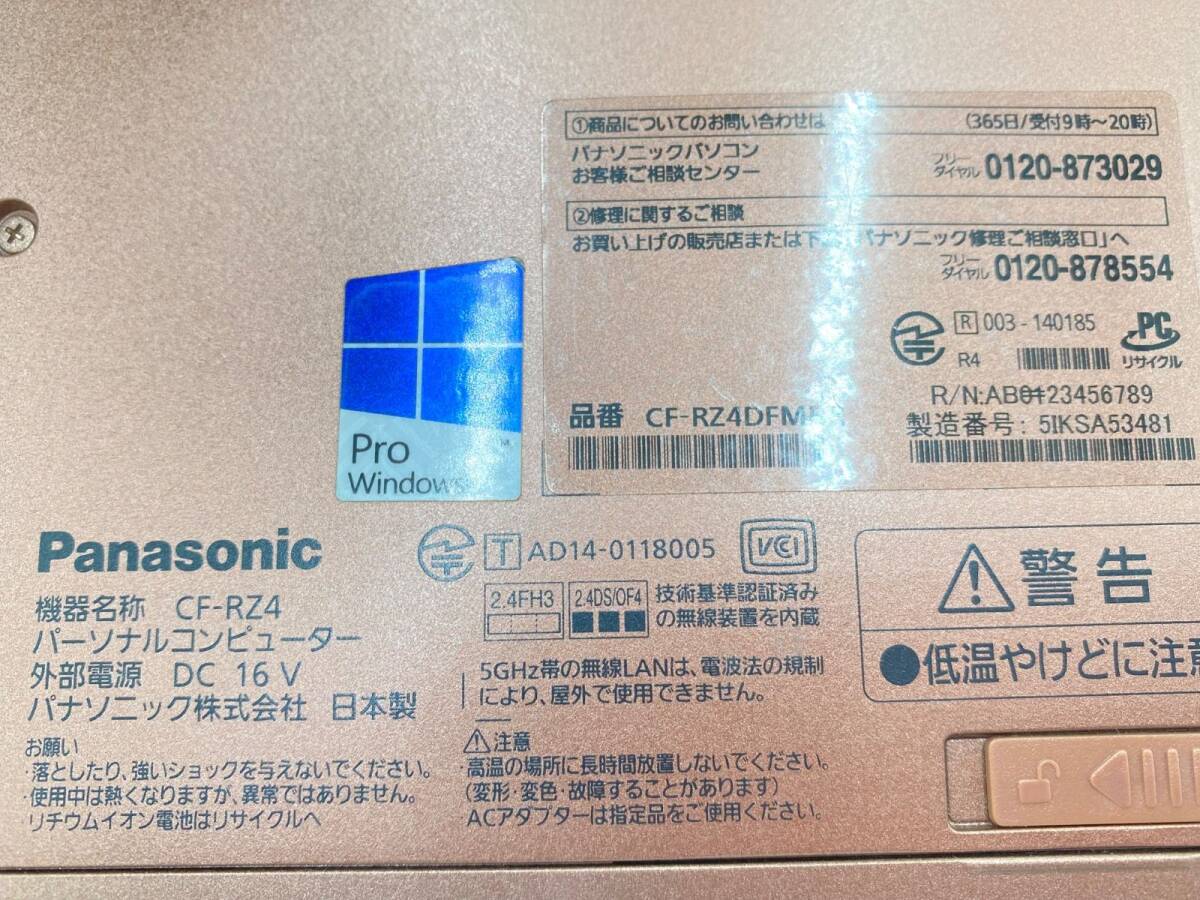 ①商品についてのお問い合わせは (365日/受付9時～20時)
パナソニックパソコン
お客様ご相談センター
フリーダイヤル 0120-873029
②修理に関するご相談
お買い上げの販売店または下 パナソニック修理ご相談窓口」へ
フリーダイヤル 0120-878554
R 003-140185
R4
PC
リサイクル
R/N:AB0123456789
品番 CF-RZ4DFM
製造番号: 5IKSA53481
Pro
Windows
Panasonic
T AD14-0118005
VCI
機器名称 CF-RZ4
パーソナルコンピューター
外部電源 DC 16 V
パナソニック株式会社 日本製
2.4FH3
2.4DS/OF4
技術基準認証済み
の無線装置を内蔵
5GHz帯の無線LANは、電波法の規制
により、屋外で使用できません。
お願い
・落としたり、強いショックを与えないでください。
・使用中は熱くなりますが、異常ではありません。
リチウムイオン電池はリサイクルへ
⚠注意
・高温の場所に長時間放置しないでください。
(変形・変色・故障することがあります)
ACアダプターは指定品をご使用ください。
⚠警告
●低温やけどに注意